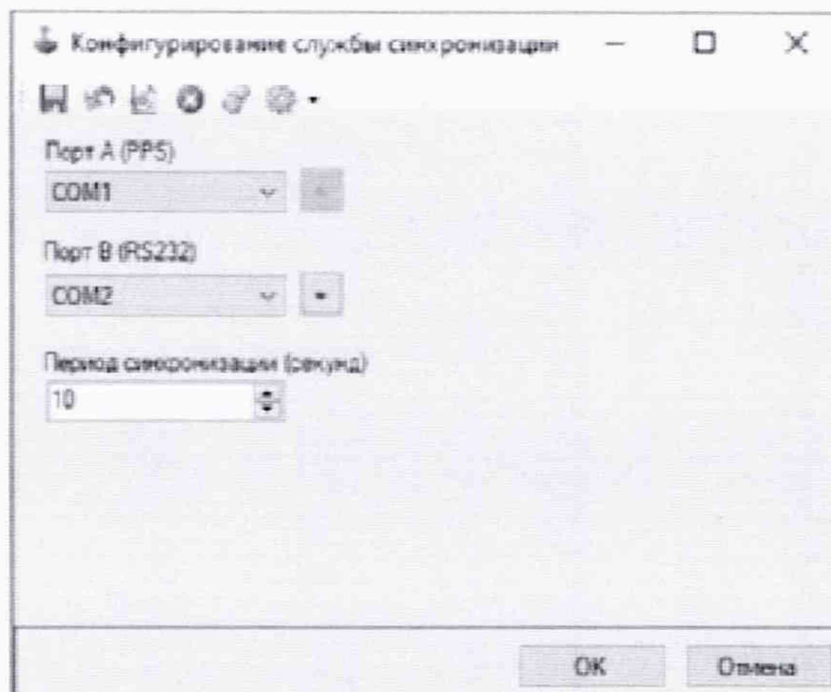 Конфигурирование службы синхронизации
Порт A (PPS)
COM1
Порт B (RS232)
COM2
Период синхронизации (секунд)
10
OK
Отмена